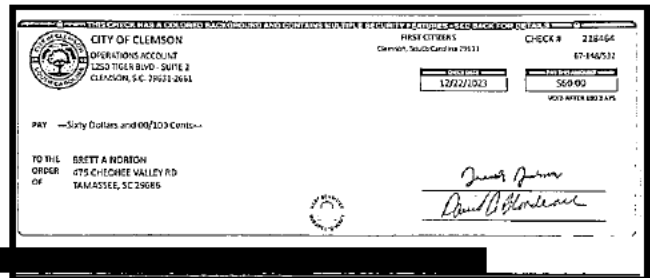 THIS CHECK HAS A COLORED BACKGROUND AND CONTAINS MULTIPLE SECURITY FEATURES - SEE BACK FOR DETAILS
CITY OF CLEMSON
OPERATIONS ACCOUNT
1250 TIGER BLVD - SUITE 2
CLEMSON, S.C. 29631-2661
FIRST CITIZENS
Clemson, South Carolina 29631
CHECK # 218464
67-148/532
12/22/2023
$60.00
VOID AFTER 180 DAYS
PAY ---Sixty Dollars and 00/100 Cents---
TO THE
ORDER
OF
BRETT A NORTON
475 CHEOHEE VALLEY RD
TAMASSEE, SC 29686